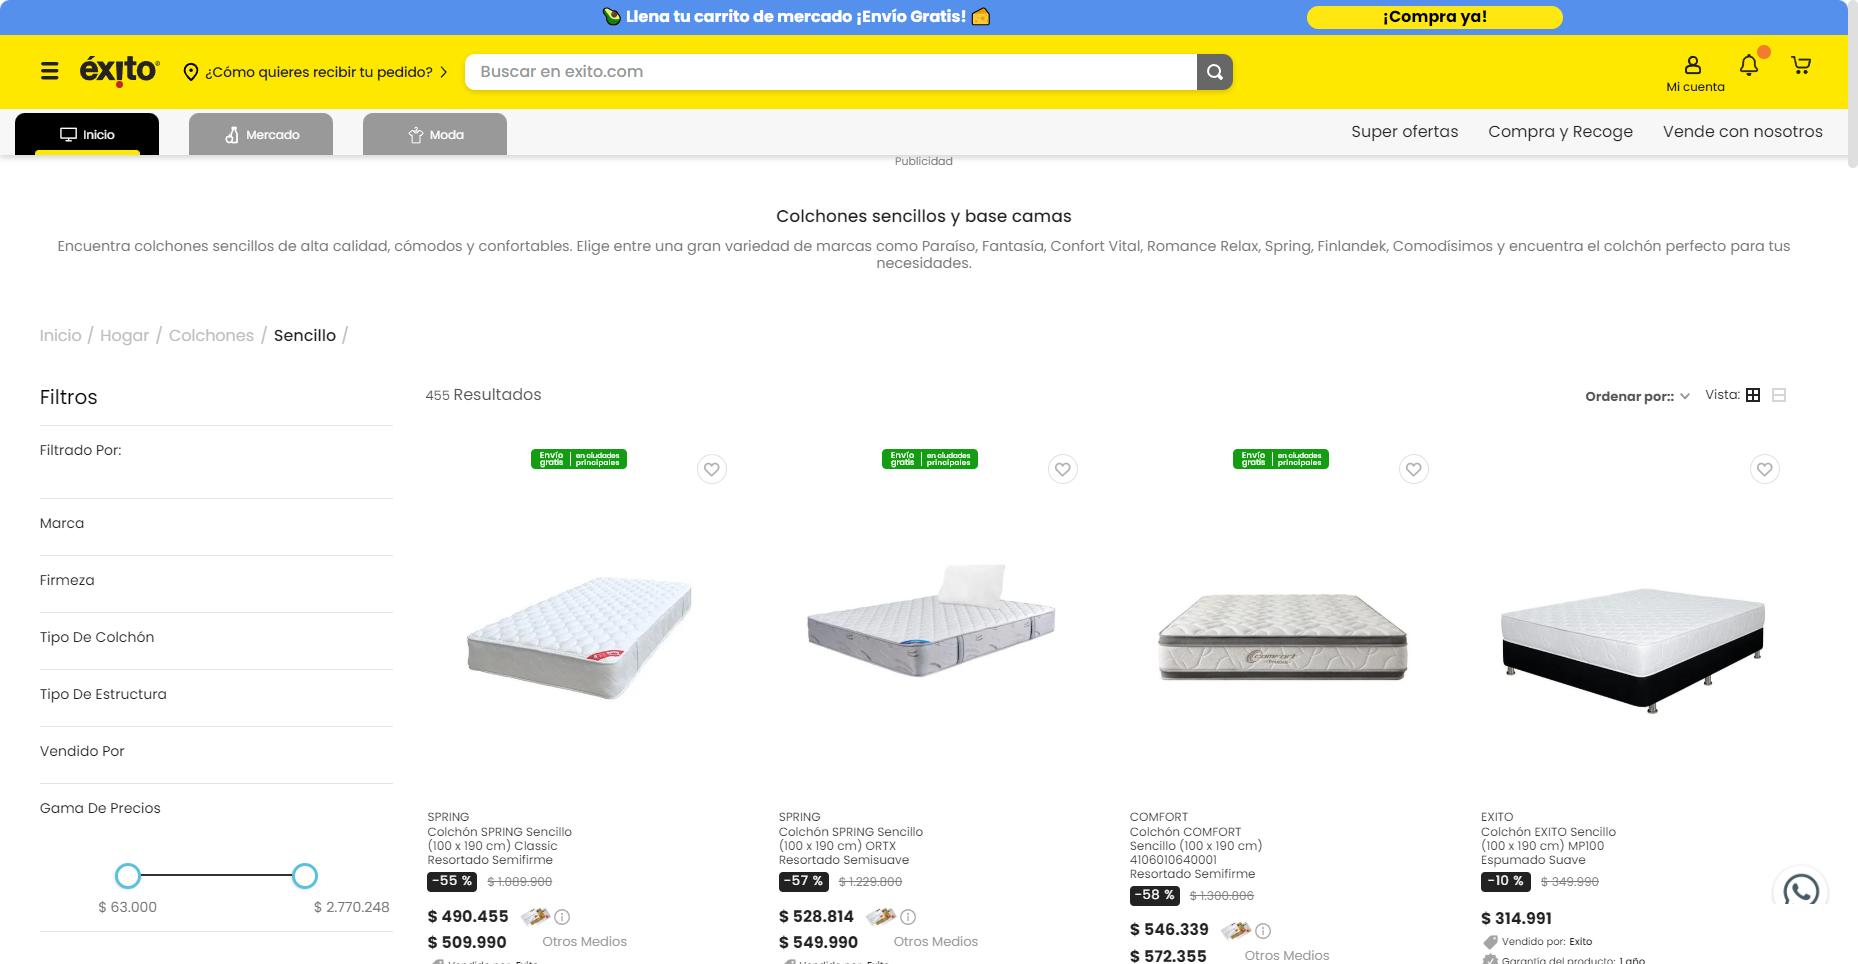 Llena tu carrito de mercado ¡Envío Gratis!
¡Compra ya!
éxito
¿Cómo quieres recibir tu pedido?
Buscar en exito.com
Mi cuenta
Inicio
Mercado
Moda
Super ofertas
Compra y Recoge
Vende con nosotros
Publicidad
Colchones sencillos y base camas
Encuentra colchones sencillos de alta calidad, cómodos y confortables. Elige entre una gran variedad de marcas como Paraíso, Fantasía, Confort Vital, Romance Relax, Spring, Finlandek, Comodísimos y encuentra el colchón perfecto para tus
necesidades.
Inicio / Hogar / Colchones / Sencillo /
Filtros
Filtrado Por:
Marca
Firmeza
Tipo De Colchón
Tipo De Estructura
Vendido Por
Gama De Precios
$ 63.000
$ 2.770.248
455 Resultados
Ordenar por::
Vista:
Envío gratis | en ciudades principales
Envío gratis | en ciudades principales
Envío gratis | en ciudades principales
SPRING
Colchón SPRING Sencillo
(100 x 190 cm) Classic
Resortado Semifirme
-55 % $ 1.089.900
$ 490.455
$ 509.990 Otros Medios
Vendido por: Exito
SPRING
Colchón SPRING Sencillo
(100 x 190 cm) ORTX
Resortado Semisuave
-57 % $ 1.229.800
$ 528.814
$ 549.990 Otros Medios
Vendido por: Exito
Comfort
COMFORT
Colchón COMFORT
Sencillo (100 x 190 cm)
4106010640001
Resortado Semifirme
-58 % $ 1.300.806
$ 546.339
$ 572.355 Otros Medios
EXITO
Colchón EXITO Sencillo
(100 x 190 cm) MP100
Espumado Suave
-10 % $ 349.990
$ 314.991
Vendido por: Exito
Garantía del producto: 1 año